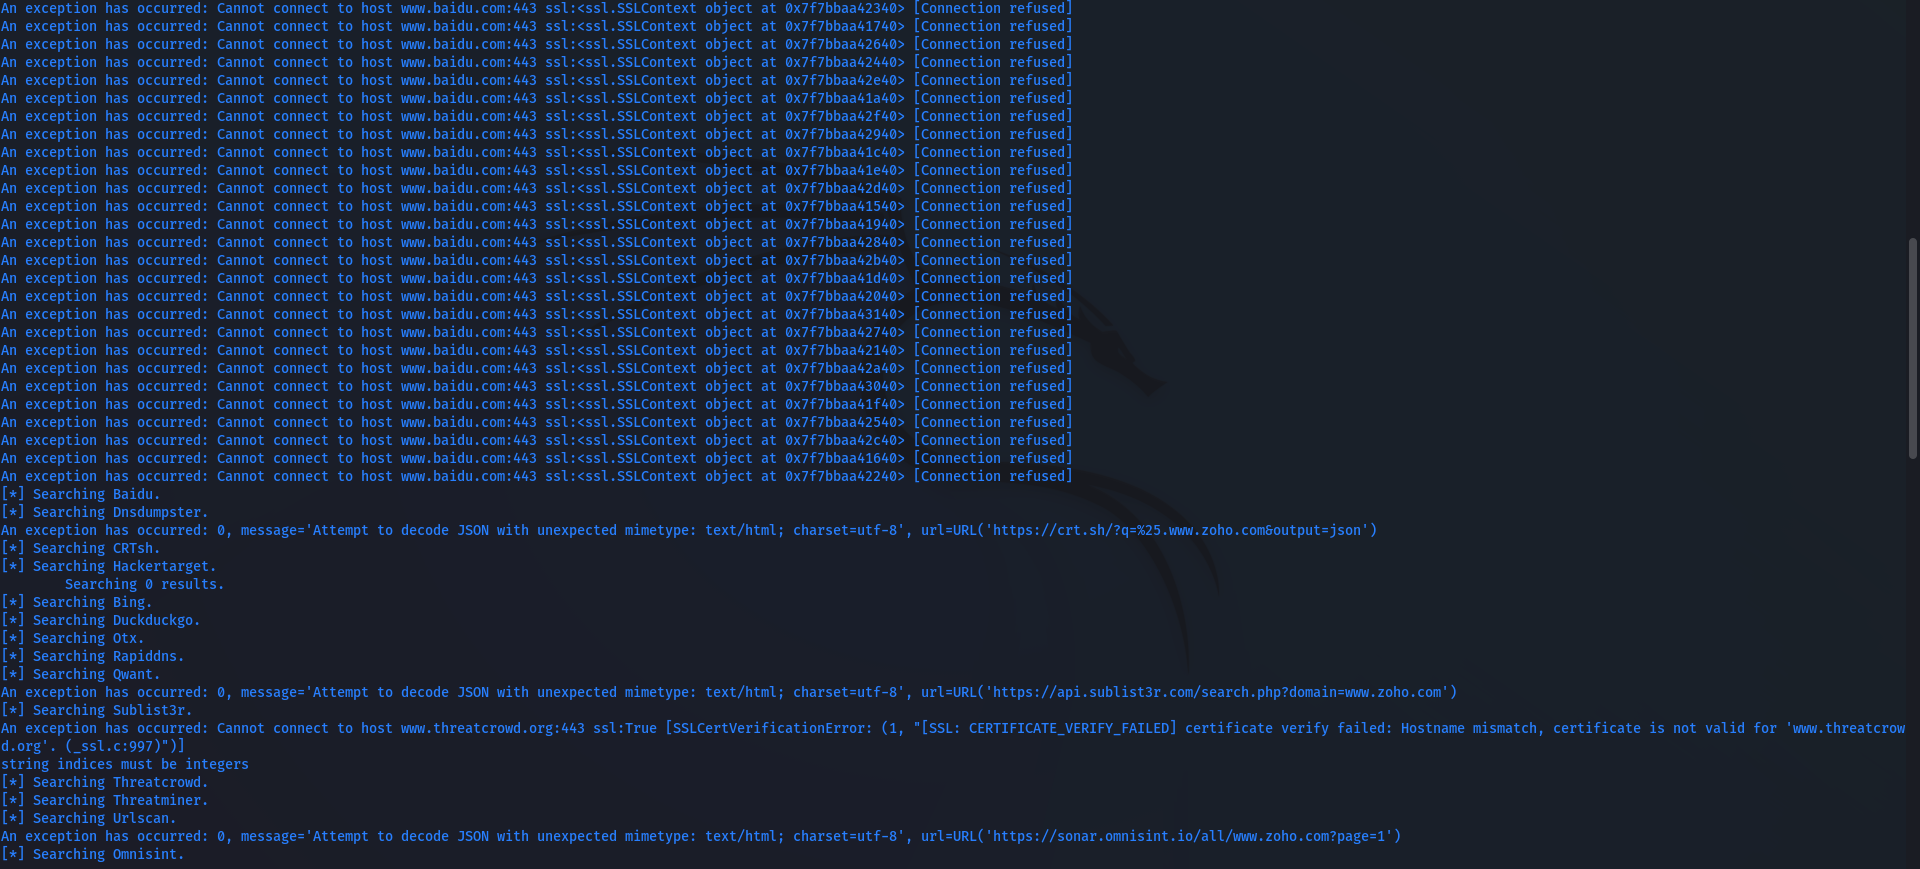 An exception has occurred: Cannot connect to host www.baidu.com:443 ssl:<ssl.SSLContext object at 0x7f7bbaa42340> [Connection refused]
An exception has occurred: Cannot connect to host www.baidu.com:443 ssl:<ssl.SSLContext object at 0x7f7bbaa41740> [Connection refused]
An exception has occurred: Cannot connect to host www.baidu.com:443 ssl:<ssl.SSLContext object at 0x7f7bbaa42640> [Connection refused]
An exception has occurred: Cannot connect to host www.baidu.com:443 ssl:<ssl.SSLContext object at 0x7f7bbaa42440> [Connection refused]
An exception has occurred: Cannot connect to host www.baidu.com:443 ssl:<ssl.SSLContext object at 0x7f7bbaa42e40> [Connection refused]
An exception has occurred: Cannot connect to host www.baidu.com:443 ssl:<ssl.SSLContext object at 0x7f7bbaa41a40> [Connection refused]
An exception has occurred: Cannot connect to host www.baidu.com:443 ssl:<ssl.SSLContext object at 0x7f7bbaa42f40> [Connection refused]
An exception has occurred: Cannot connect to host www.baidu.com:443 ssl:<ssl.SSLContext object at 0x7f7bbaa42940> [Connection refused]
An exception has occurred: Cannot connect to host www.baidu.com:443 ssl:<ssl.SSLContext object at 0x7f7bbaa41c40> [Connection refused]
An exception has occurred: Cannot connect to host www.baidu.com:443 ssl:<ssl.SSLContext object at 0x7f7bbaa41e40> [Connection refused]
An exception has occurred: Cannot connect to host www.baidu.com:443 ssl:<ssl.SSLContext object at 0x7f7bbaa42d40> [Connection refused]
An exception has occurred: Cannot connect to host www.baidu.com:443 ssl:<ssl.SSLContext object at 0x7f7bbaa41540> [Connection refused]
An exception has occurred: Cannot connect to host www.baidu.com:443 ssl:<ssl.SSLContext object at 0x7f7bbaa41940> [Connection refused]
An exception has occurred: Cannot connect to host www.baidu.com:443 ssl:<ssl.SSLContext object at 0x7f7bbaa42840> [Connection refused]
An exception has occurred: Cannot connect to host www.baidu.com:443 ssl:<ssl.SSLContext object at 0x7f7bbaa42b40> [Connection refused]
An exception has occurred: Cannot connect to host www.baidu.com:443 ssl:<ssl.SSLContext object at 0x7f7bbaa41d40> [Connection refused]
An exception has occurred: Cannot connect to host www.baidu.com:443 ssl:<ssl.SSLContext object at 0x7f7bbaa42040> [Connection refused]
An exception has occurred: Cannot connect to host www.baidu.com:443 ssl:<ssl.SSLContext object at 0x7f7bbaa43140> [Connection refused]
An exception has occurred: Cannot connect to host www.baidu.com:443 ssl:<ssl.SSLContext object at 0x7f7bbaa42740> [Connection refused]
An exception has occurred: Cannot connect to host www.baidu.com:443 ssl:<ssl.SSLContext object at 0x7f7bbaa42140> [Connection refused]
An exception has occurred: Cannot connect to host www.baidu.com:443 ssl:<ssl.SSLContext object at 0x7f7bbaa42a40> [Connection refused]
An exception has occurred: Cannot connect to host www.baidu.com:443 ssl:<ssl.SSLContext object at 0x7f7bbaa43040> [Connection refused]
An exception has occurred: Cannot connect to host www.baidu.com:443 ssl:<ssl.SSLContext object at 0x7f7bbaa41f40> [Connection refused]
An exception has occurred: Cannot connect to host www.baidu.com:443 ssl:<ssl.SSLContext object at 0x7f7bbaa42540> [Connection refused]
An exception has occurred: Cannot connect to host www.baidu.com:443 ssl:<ssl.SSLContext object at 0x7f7bbaa42c40> [Connection refused]
An exception has occurred: Cannot connect to host www.baidu.com:443 ssl:<ssl.SSLContext object at 0x7f7bbaa41640> [Connection refused]
An exception has occurred: Cannot connect to host www.baidu.com:443 ssl:<ssl.SSLContext object at 0x7f7bbaa42240> [Connection refused]
[*] Searching Baidu.
[*] Searching Dnsdumpster.
An exception has occurred: 0, message='Attempt to decode JSON with unexpected mimetype: text/html; charset=utf-8', url=URL('https://crt.sh/?q=%25.www.zoho.com&output=json')
[*] Searching CRTsh.
[*] Searching Hackertarget.
        Searching 0 results.
[*] Searching Bing.
[*] Searching Duckduckgo.
[*] Searching Otx.
[*] Searching Rapiddns.
[*] Searching Qwant.
An exception has occurred: 0, message='Attempt to decode JSON with unexpected mimetype: text/html; charset=utf-8', url=URL('https://api.sublist3r.com/search.php?domain=www.zoho.com')
[*] Searching Sublist3r.
An exception has occurred: Cannot connect to host www.threatcrowd.org:443 ssl:True [SSLCertVerificationError: (1, "[SSL: CERTIFICATE_VERIFY_FAILED] certificate verify failed: Hostname mismatch, certificate is not valid for 'www.threatcrow
d.org'. (_ssl.c:997)")]
string indices must be integers
[*] Searching Threatcrowd.
[*] Searching Threatminer.
[*] Searching Urlscan.
An exception has occurred: 0, message='Attempt to decode JSON with unexpected mimetype: text/html; charset=utf-8', url=URL('https://sonar.omnisint.io/all/www.zoho.com?page=1')
[*] Searching Omnisint.